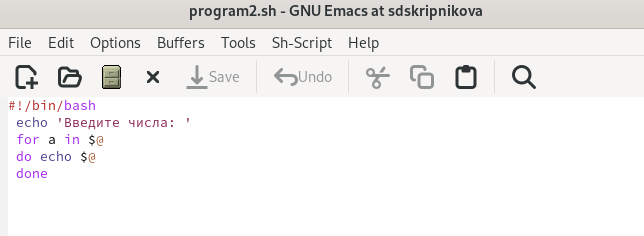 program2.sh - GNU Emacs at sdskripnikova
File Edit Options Buffers Tools Sh-Script Help
Save Undo
#!/bin/bash
echo 'Введите числа: '
for a in $@
do echo $@
done